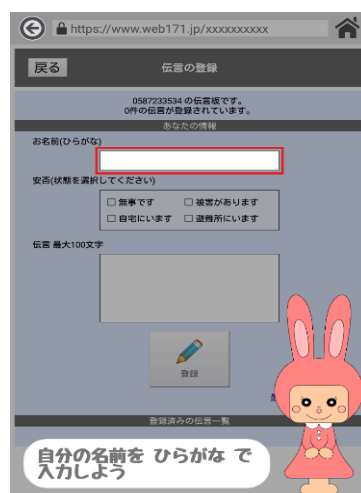 https://www.web171.jp/xxxxxxxxxx
戻る
伝言の登録
0587233534 の伝言板です。
0件の伝言が登録されています。
あなたの情報
お名前(ひらがな)
安否(状態を選択してください)
□ 無事です □ 被害があります
□ 自宅にいます □ 避難所にいます
伝言 最大100文字
登録
登録済みの伝言一覧
自分の名前を ひらがな で
入力しよう